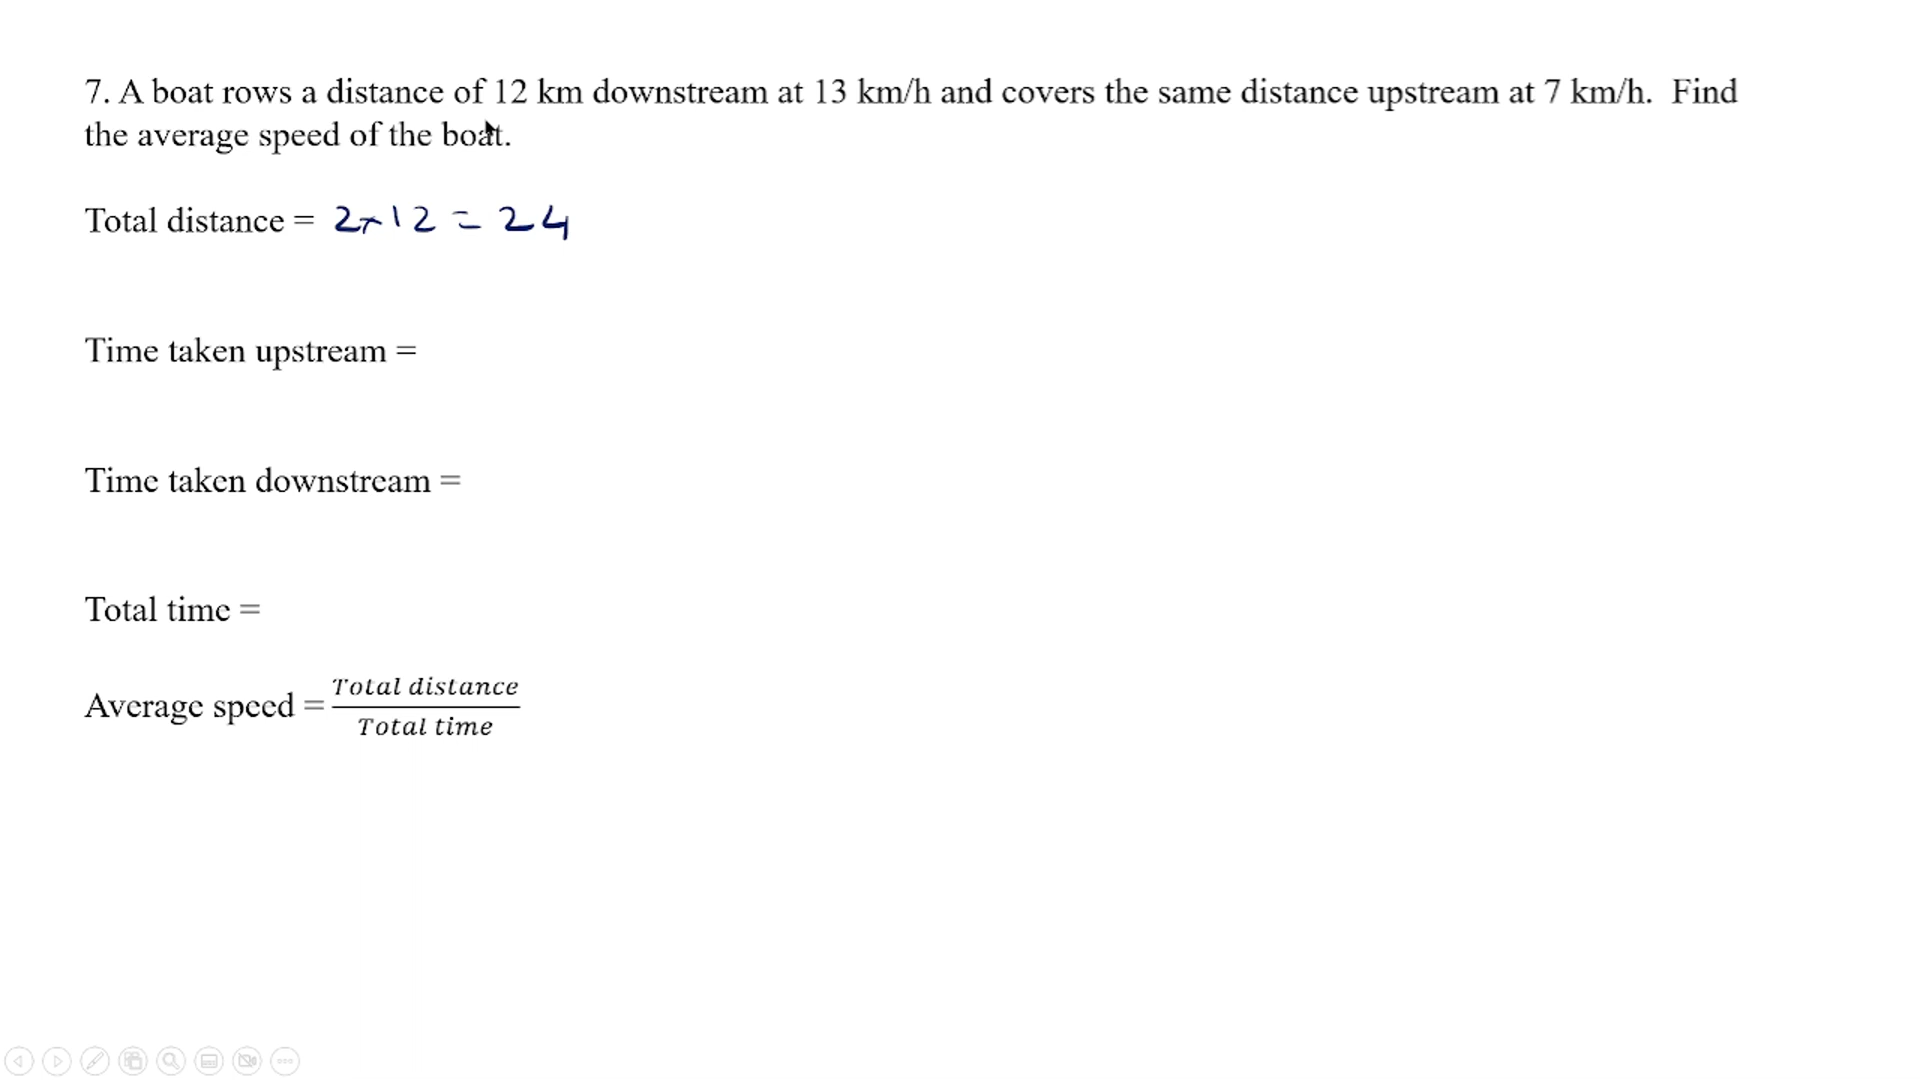 7. A boat rows a distance of 12 km downstream at 13 km/h and covers the same distance upstream at 7 km/h. Find
the average speed of the boat.
Total distance = 2×12 = 24
Time taken upstream =
Time taken downstream =
Total time =
Average speed = Total distance
Total time